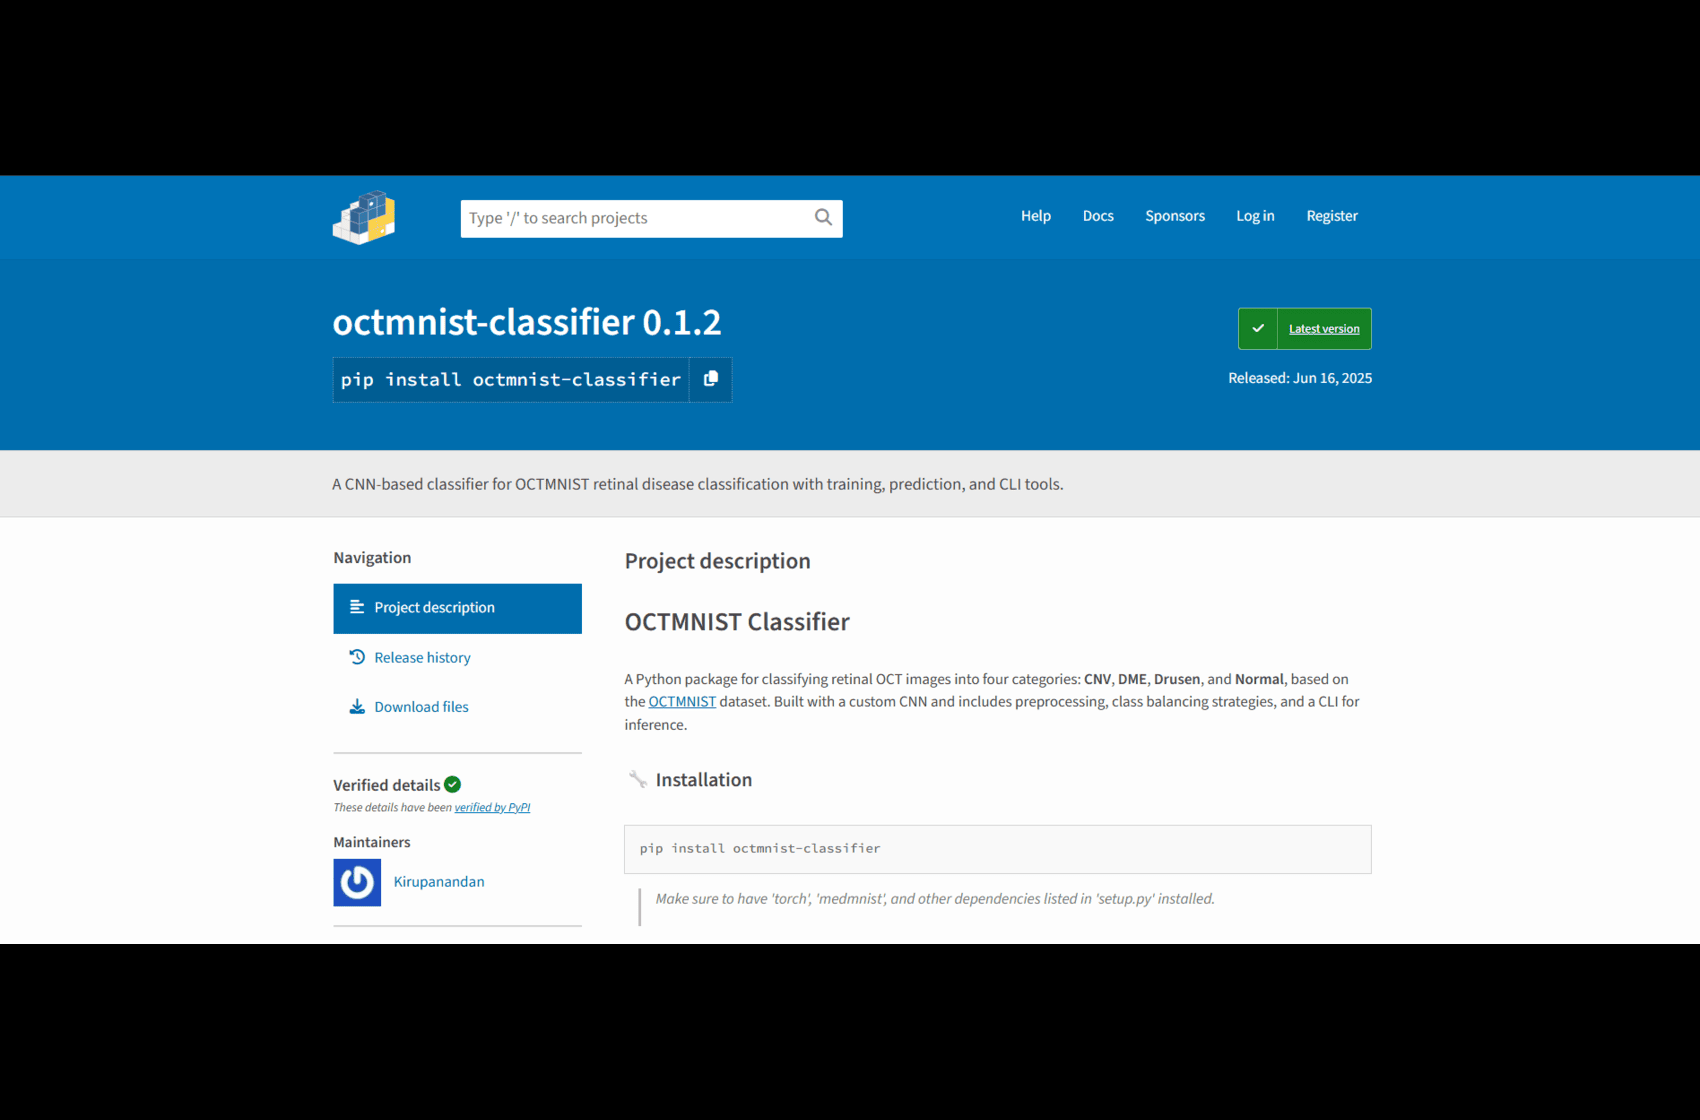 Type '/' to search projects
Help
Docs
Sponsors
Log in
Register
octmnist-classifier 0.1.2
pip install octmnist-classifier
Latest version
Released: Jun 16, 2025
A CNN-based classifier for OCTMNIST retinal disease classification with training, prediction, and CLI tools.
Navigation
Project description
Release history
Download files
Verified details
These details have been verified by PyPI
Maintainers
Kirupanandan
Project description
OCTMNIST Classifier
A Python package for classifying retinal OCT images into four categories: CNV, DME, Drusen, and Normal, based on
the OCTMNIST dataset. Built with a custom CNN and includes preprocessing, class balancing strategies, and a CLI for
inference.
Installation
pip install octmnist-classifier
Make sure to have 'torch', 'medmnist', and other dependencies listed in 'setup.py' installed.